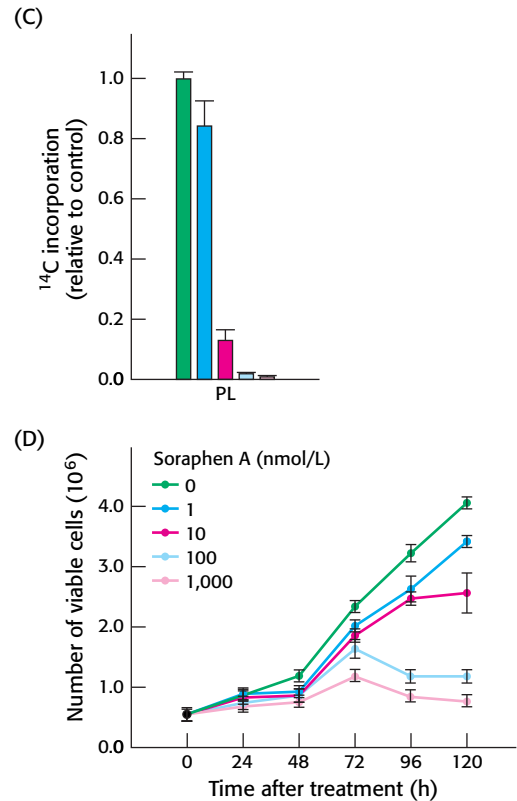 (C)
¹⁴C incorporation
(relative to control)
1.0
0.8
0.6
0.4
0.2
0.0
PL
(D)
Number of viable cells (10⁶)
Soraphen A (nmol/L)
0
1
10
100
1,000
4.0
3.0
2.0
1.0
0.0
0 24 48 72 96 120
Time after treatment (h)